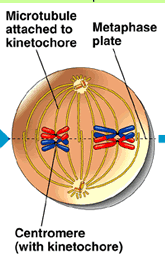 Microtubule
attached to
kinetochore
Metaphase
plate
Centromere
(with kinetochore)